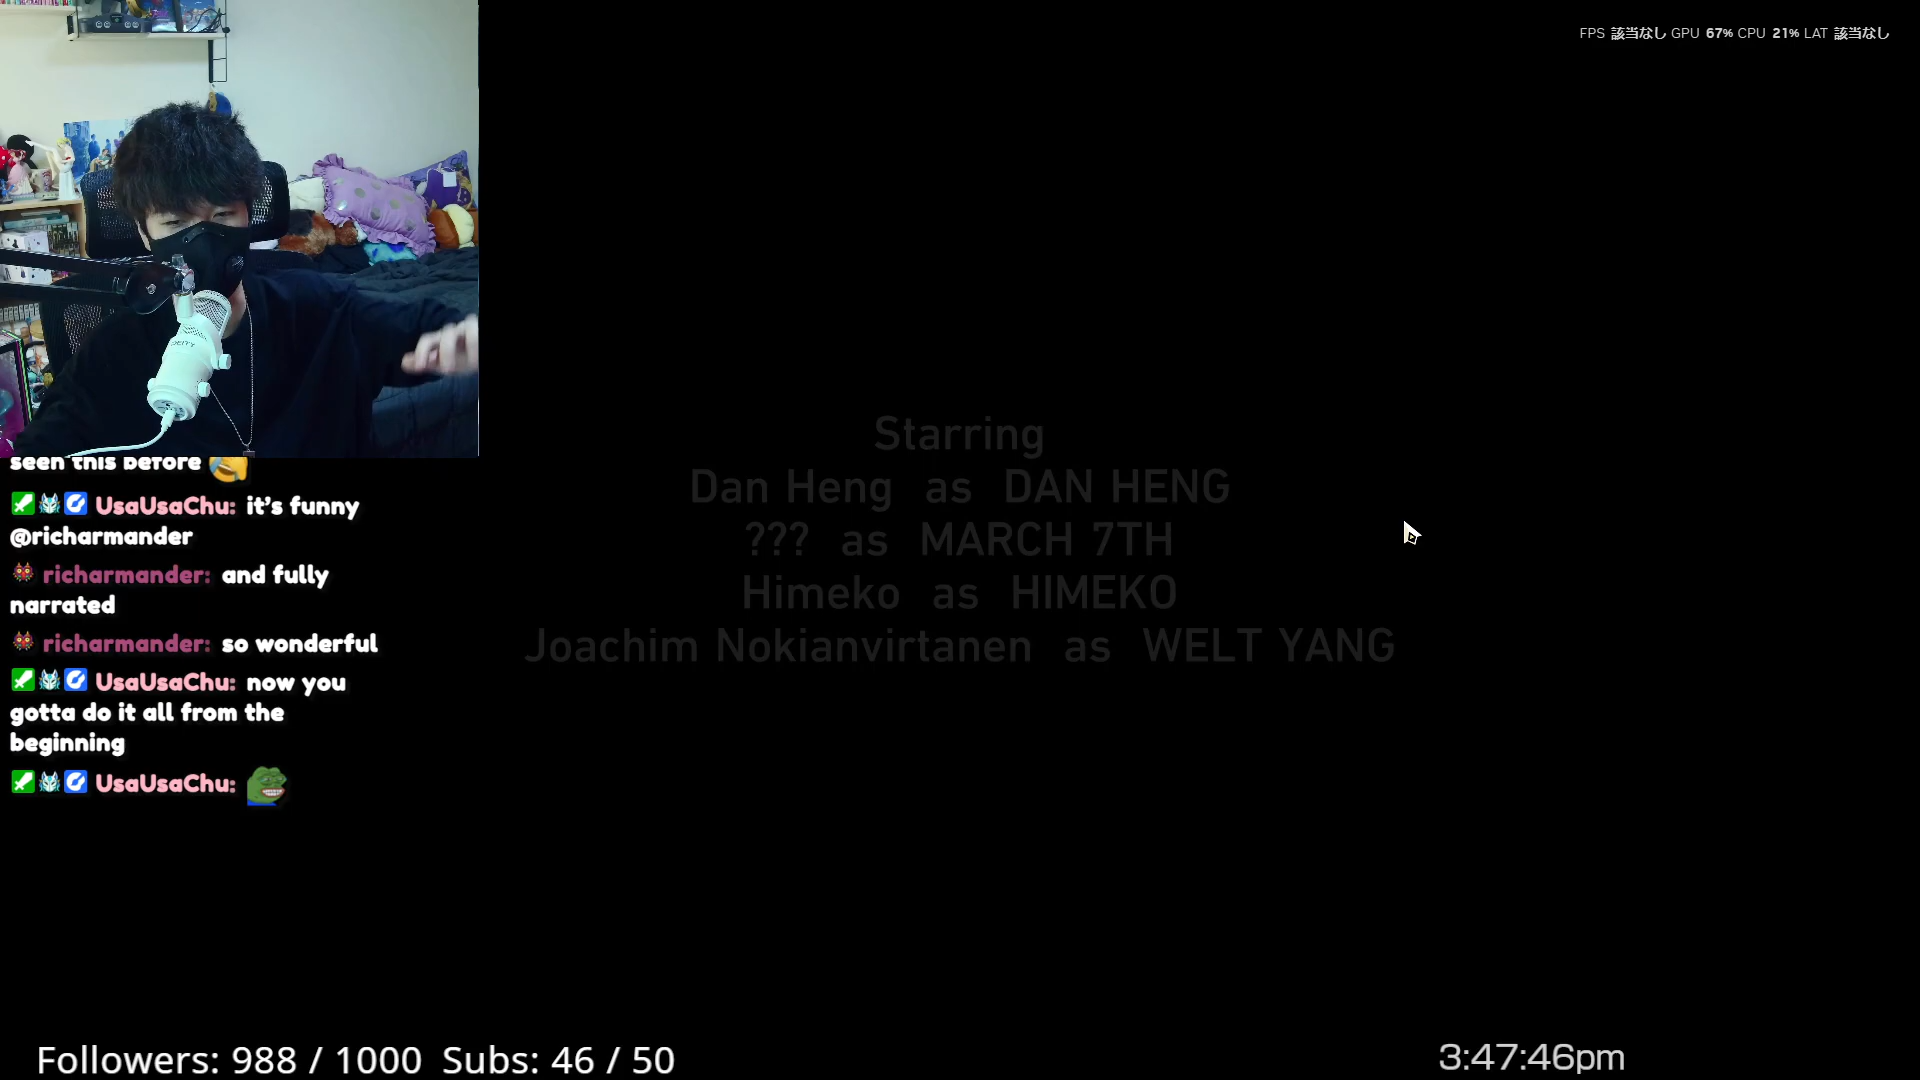 FPS 該当なし GPU 67% CPU 21% LAT 該当なし
DEITY
Starring
Dan Heng as DAN HENG
??? as MARCH 7TH
Himeko as HIMEKO
Joachim Nokianvirtanen as WELT YANG
seen this before
UsaUsaChu: it's funny
@richarmander
richarmander: and fully
narrated
richarmander: so wonderful
UsaUsaChu: now you
gotta do it all from the
beginning
UsaUsaChu:
Followers: 988 / 1000 Subs: 46 / 50
3:47:46pm